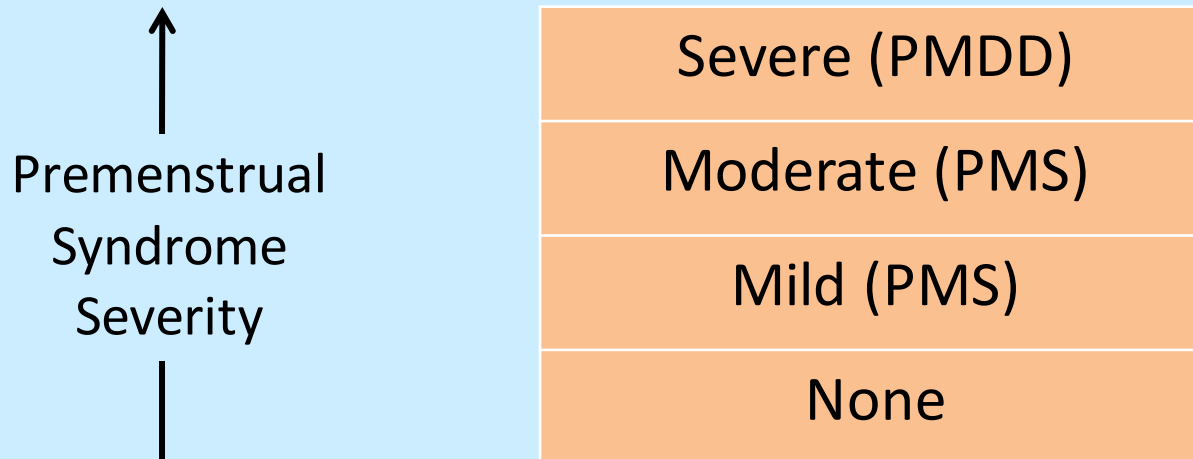 Premenstrual
Syndrome
Severity
Severe (PMDD)
Moderate (PMS)
Mild (PMS)
None